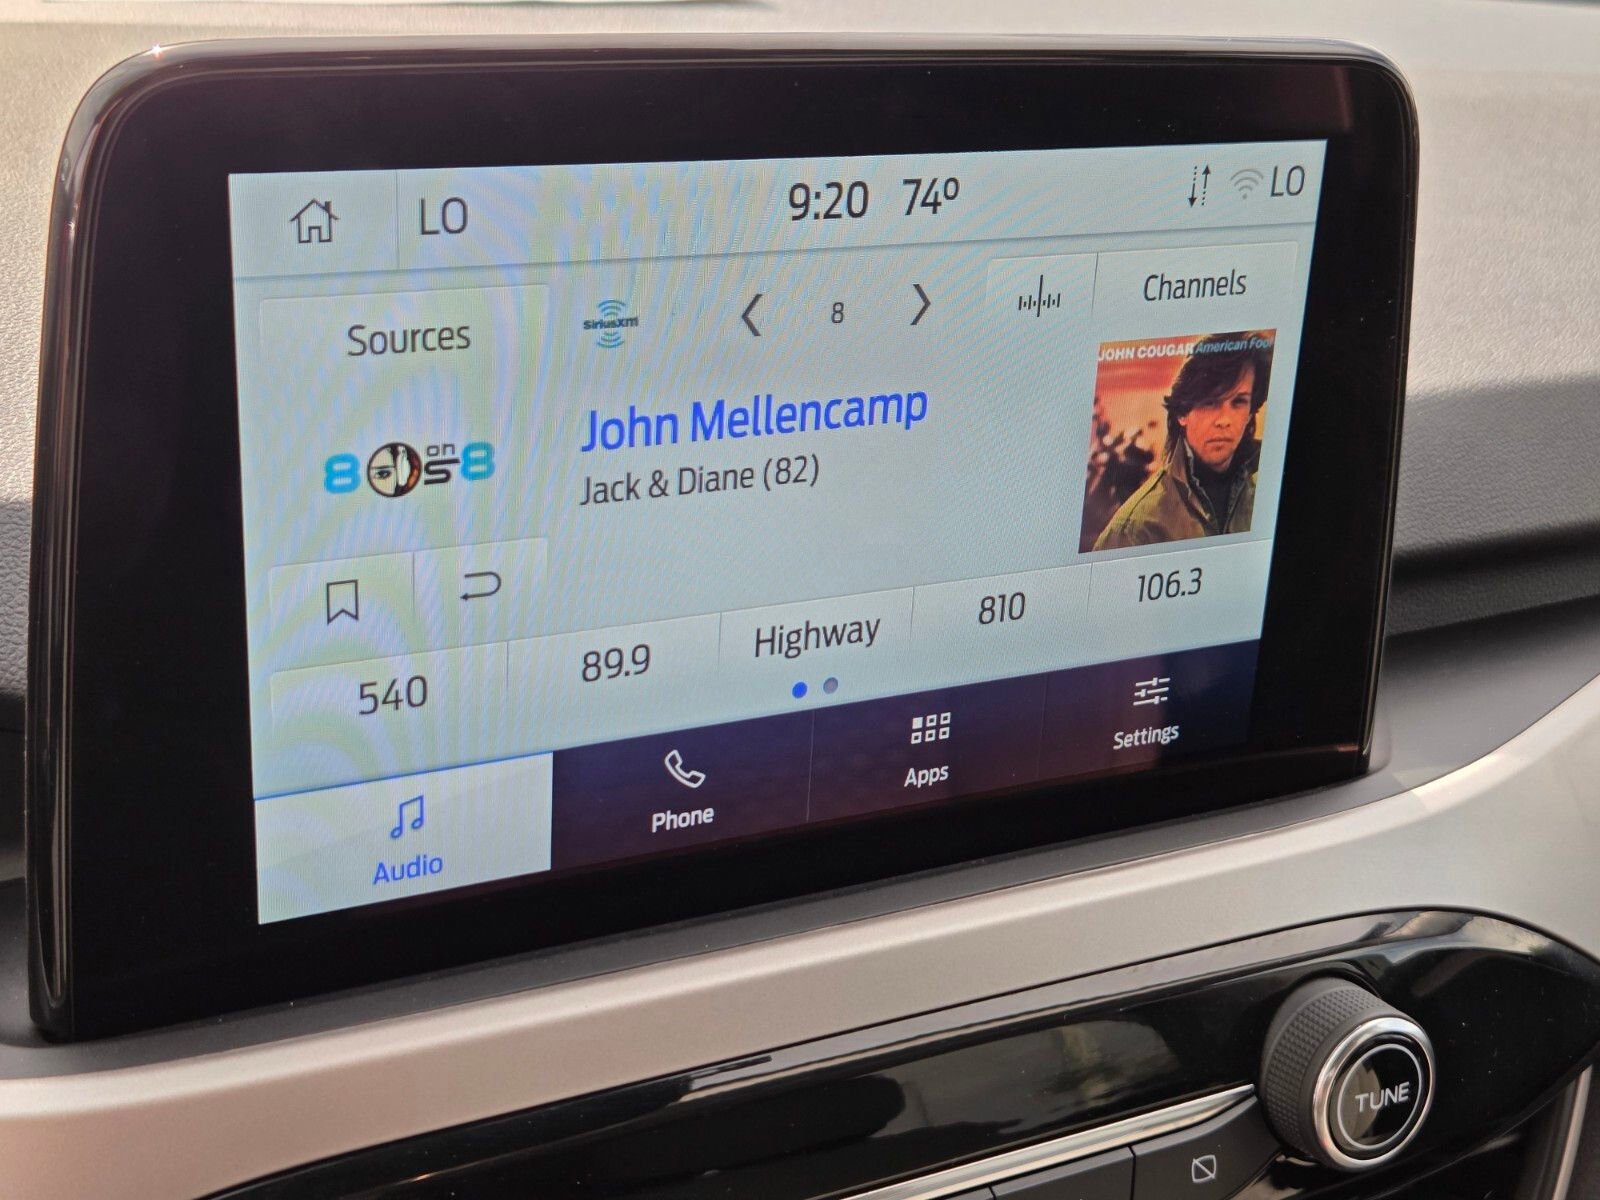 LO 9:20 74° LO
Sources
siriusxm
8
Channels
80s on 8
John Mellencamp
Jack & Diane (82)
JOHN COUGAR American Fool
540 89.9 Highway 810 106.3
Audio Phone Apps Settings
TUNE